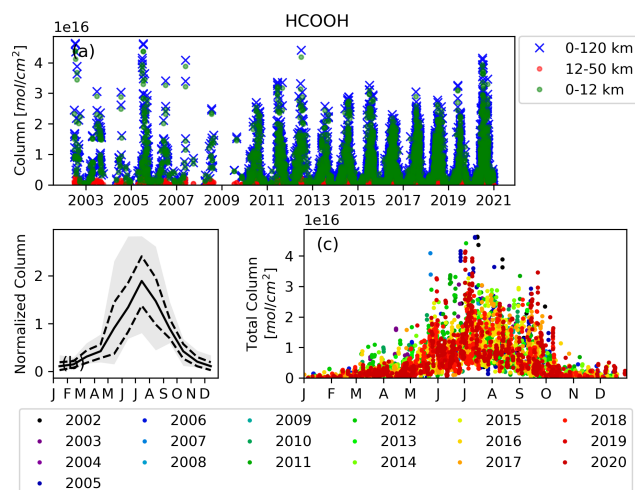 HCOOH
1e16
(a)
Column [mol/cm²]
4
3
2
1
0
2003 2005 2007 2009 2011 2013 2015 2017 2019 2021
0-120 km
12-50 km
0-12 km
Normalized Column
2
1
0
J F M A M J J A S O N D
1e16
(c)
Total Column
[mol/cm²]
4
3
2
1
0
J F M A M J J A S O N D
2002 2006 2009 2012 2015 2018
2003 2007 2010 2013 2016 2019
2004 2008 2011 2014 2017 2020
2005